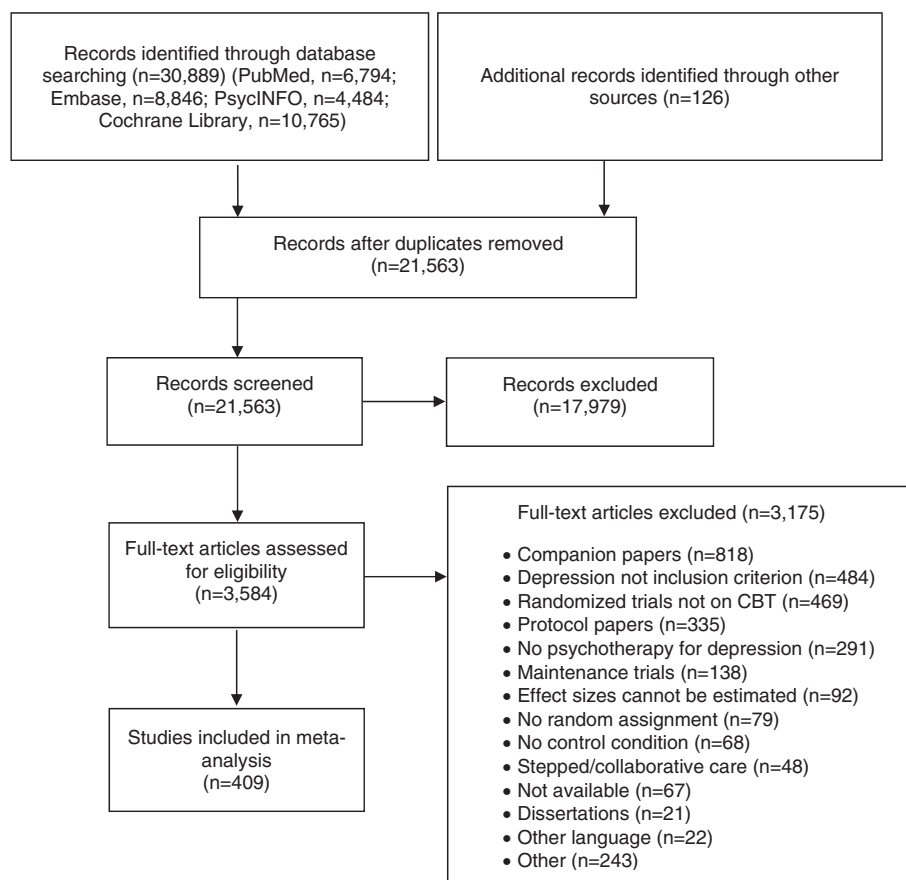 Records identified through database
searching (n=30,889) (PubMed, n=6,794;
Embase, n=8,846; PsycINFO, n=4,484;
Cochrane Library, n=10,765)
Additional records identified through other
sources (n=126)
Records after duplicates removed
(n=21,563)
Records screened
(n=21,563)
Records excluded
(n=17,979)
Full-text articles assessed
for eligibility
(n=3,584)
Full-text articles excluded (n=3,175)
• Companion papers (n=818)
• Depression not inclusion criterion (n=484)
• Randomized trials not on CBT (n=469)
• Protocol papers (n=335)
• No psychotherapy for depression (n=291)
• Maintenance trials (n=138)
• Effect sizes cannot be estimated (n=92)
• No random assignment (n=79)
• No control condition (n=68)
• Stepped/collaborative care (n=48)
• Not available (n=67)
• Dissertations (n=21)
• Other language (n=22)
• Other (n=243)
Studies included in meta-
analysis
(n=409)